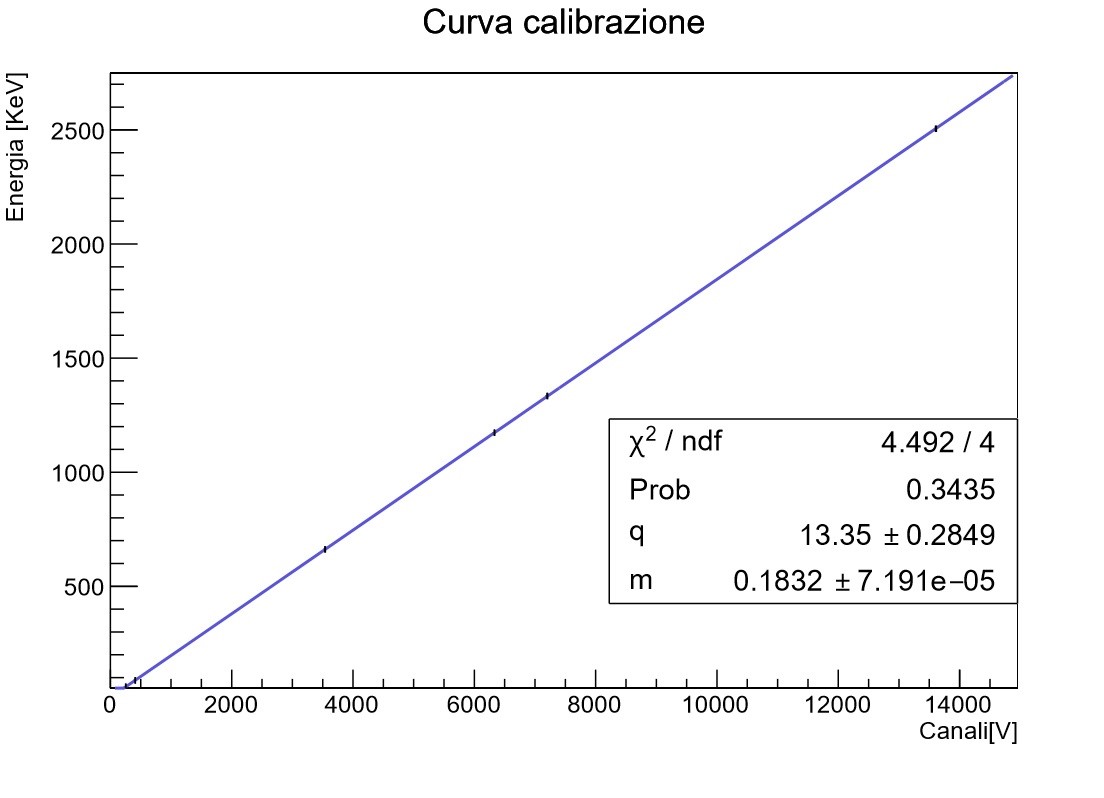 Curva calibrazione
Energia [KeV]
2500
2000
1500
1000
500
χ² / ndf 4.492 / 4
Prob 0.3435
q 13.35 ± 0.2849
m 0.1832 ± 7.191e−05
0 2000 4000 6000 8000 10000 12000 14000
Canali[V]